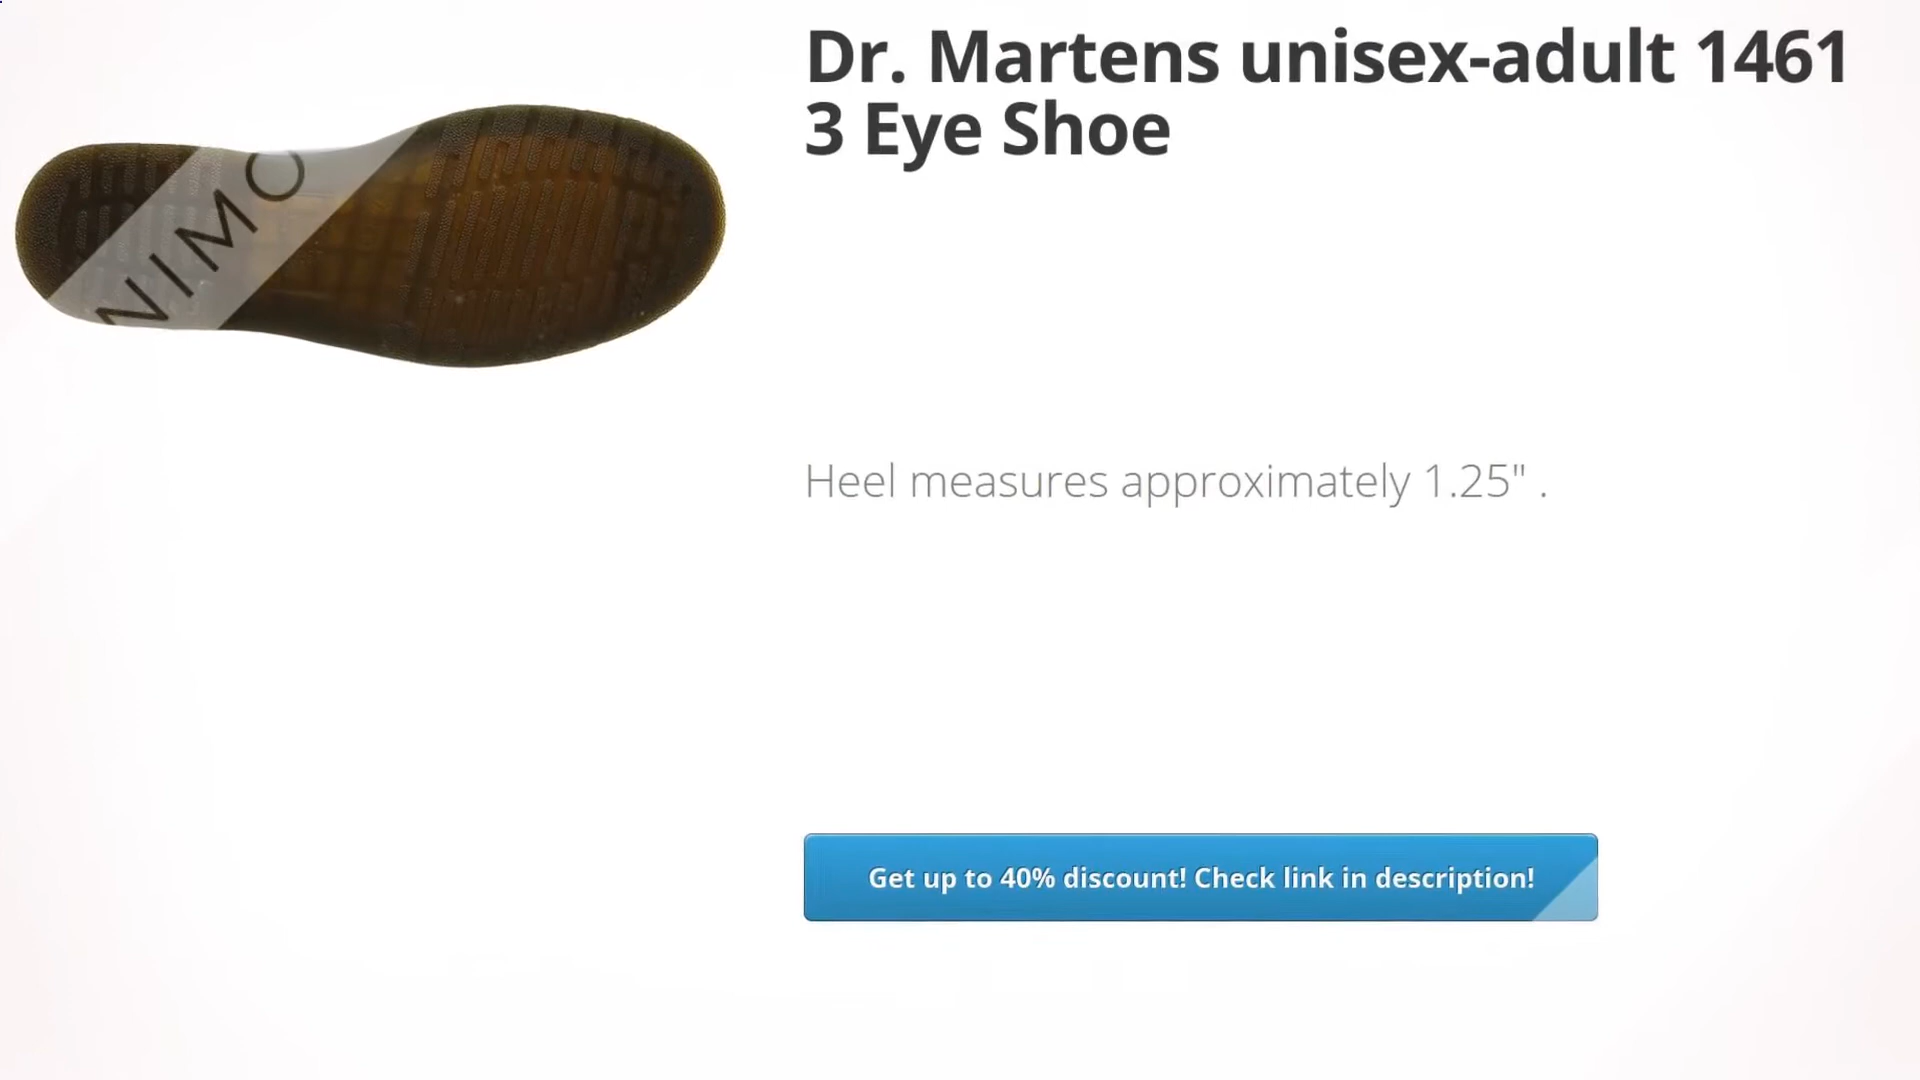 Dr. Martens unisex-adult 1461
3 Eye Shoe
NIMO
Heel measures approximately 1.25" .
Get up to 40% discount! Check link in description!